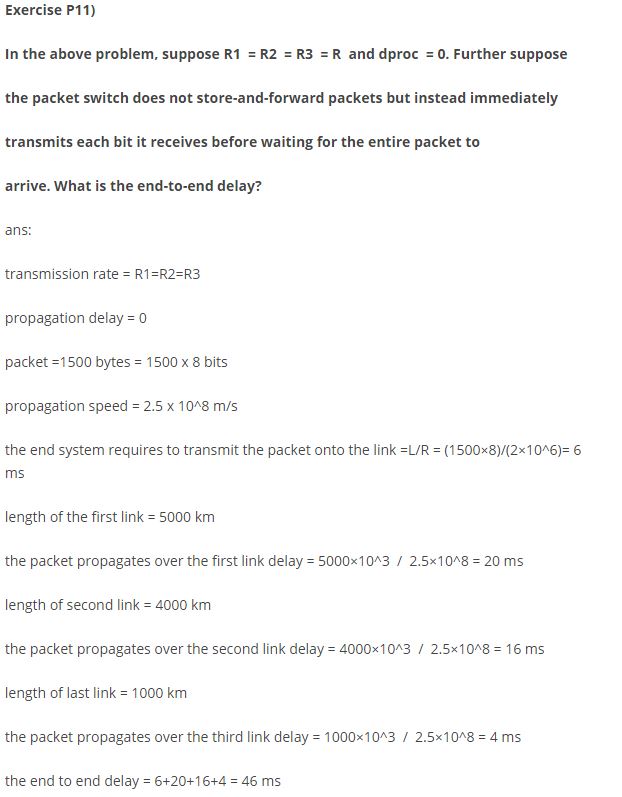 Exercise P11)
In the above problem, suppose R1 = R2 = R3 = R and dproc = 0. Further suppose
the packet switch does not store-and-forward packets but instead immediately
transmits each bit it receives before waiting for the entire packet to
arrive. What is the end-to-end delay?
ans:
transmission rate = R1=R2=R3
propagation delay = 0
packet =1500 bytes = 1500 x 8 bits
propagation speed = 2.5 x 10^8 m/s
the end system requires to transmit the packet onto the link =L/R = (1500×8)/(2×10^6)= 6
ms
length of the first link = 5000 km
the packet propagates over the first link delay = 5000×10^3 / 2.5×10^8 = 20 ms
length of second link = 4000 km
the packet propagates over the second link delay = 4000×10^3 / 2.5×10^8 = 16 ms
length of last link = 1000 km
the packet propagates over the third link delay = 1000×10^3 / 2.5×10^8 = 4 ms
the end to end delay = 6+20+16+4 = 46 ms